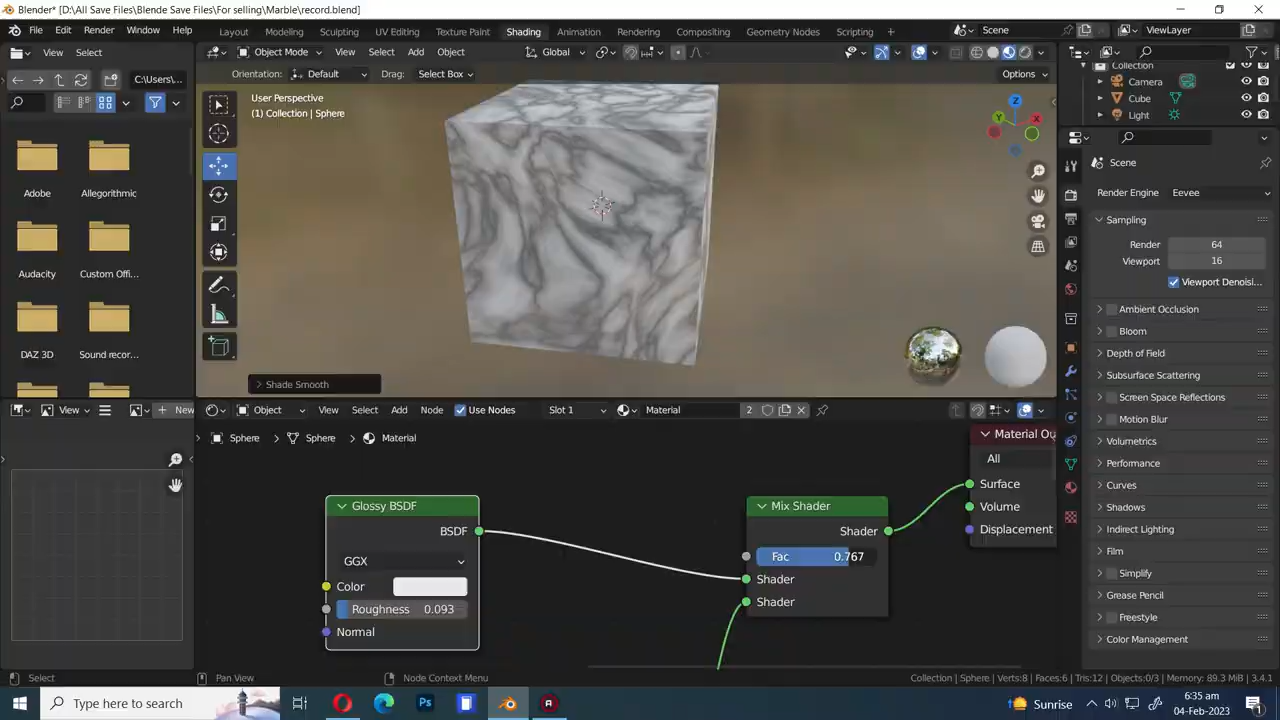 Blender* [D:\All Save Files\Blende Save Files\For selling\Marble\record.blend]
File Edit Render Window Help Layout Modeling Sculpting UV Editing Texture Paint Shading Animation Rendering Compositing Geometry Nodes Scripting Scene ViewLayer
View Select Object Mode View Select Add Object Global
C:\Users\... Orientation: Default Drag: Select Box Options
User Perspective
(1) Collection | Sphere
Adobe Allegorithmic
Audacity Custom Offi...
DAZ 3D Sound recor...
X
Y
Z
Shade Smooth
Collection
Camera
Cube
Light
Scene
Render Engine Eevee
Sampling
Render 64
Viewport 16
Viewport Denoisi...
Ambient Occlusion
Bloom
Depth of Field
Subsurface Scattering
Screen Space Reflections
Motion Blur
Volumetrics
Performance
Curves
Shadows
Indirect Lighting
Film
Simplify
Grease Pencil
Freestyle
Color Management
View New Object View Select Add Node Use Nodes Slot 1 Material 2
Sphere Sphere Material
Glossy BSDF
BSDF
GGX
Color
Roughness 0.093
Normal
Mix Shader
Shader
Fac 0.767
Shader
Shader
Material Ou
All
Surface
Volume
Displacement
Select Pan View Node Context Menu Collection | Sphere | Verts:8 | Faces:6 | Tris:12 | Objects:0/3 | Memory: 89.3 MiB | 3.4.1
Type here to search Ps Sunrise 6:35 am
04-Feb-2023